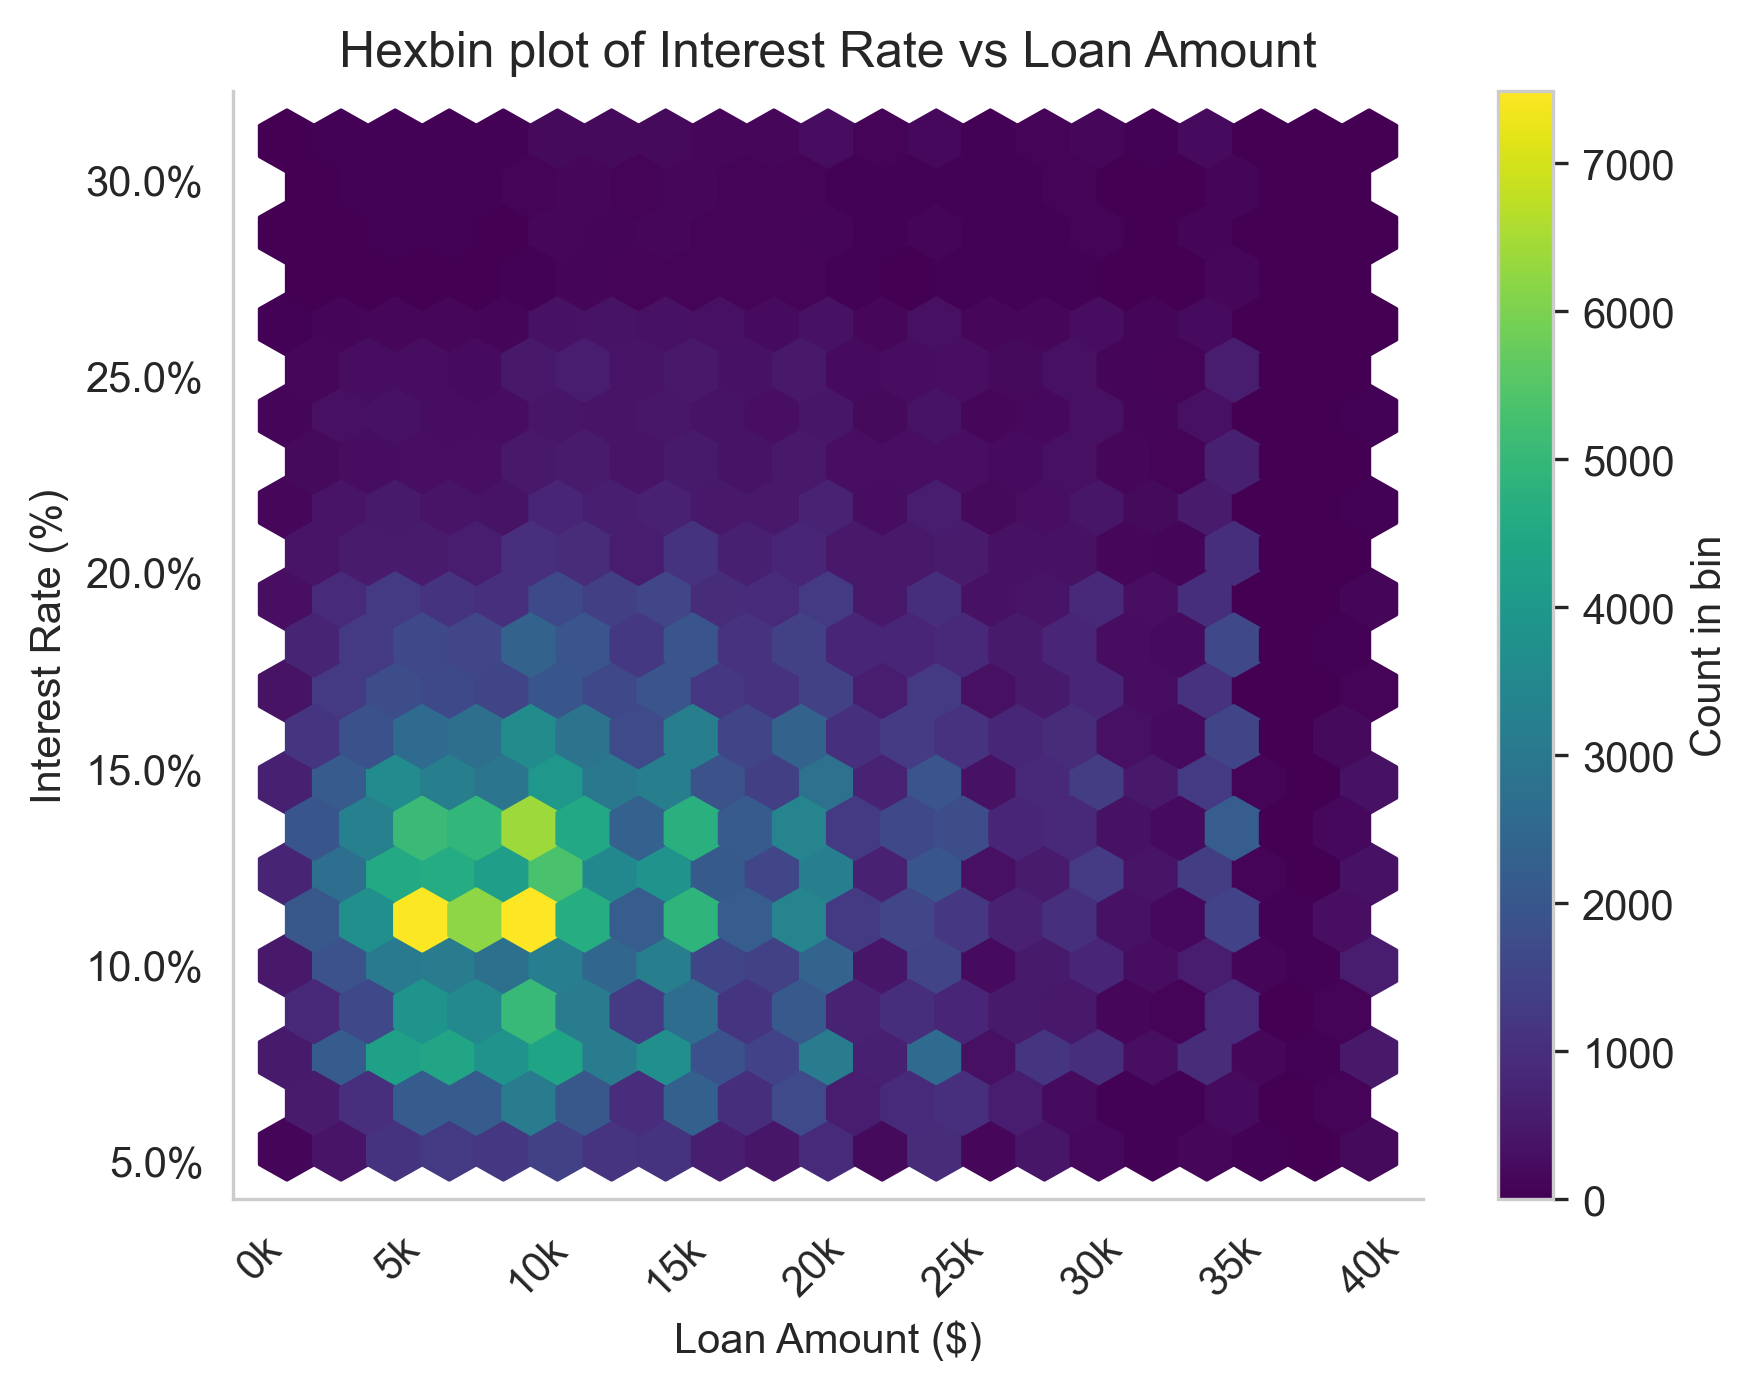 Hexbin plot of Interest Rate vs Loan Amount
30.0%
25.0%
20.0%
15.0%
10.0%
5.0%
Interest Rate (%)
0k
5k
10k
15k
20k
25k
30k
35k
40k
Loan Amount ($)
7000
6000
5000
4000
3000
2000
1000
0
Count in bin